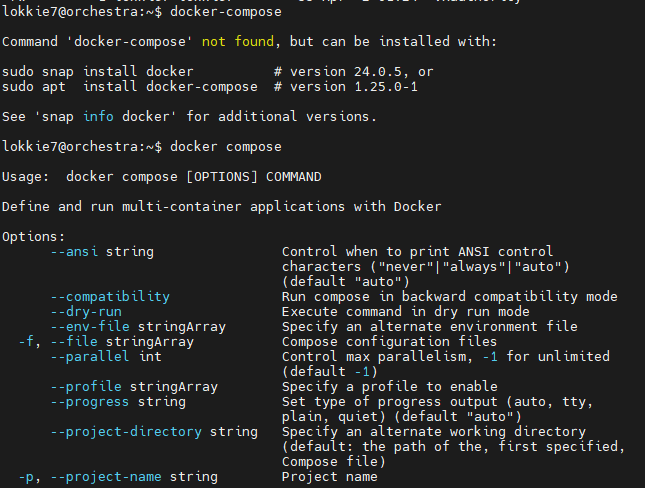 lokkie7@orchestra:~$ docker-compose
Command 'docker-compose' not found, but can be installed with:
sudo snap install docker          # version 24.0.5, or
sudo apt  install docker-compose  # version 1.25.0-1
See 'snap info docker' for additional versions.
lokkie7@orchestra:~$ docker compose
Usage:  docker compose [OPTIONS] COMMAND
Define and run multi-container applications with Docker
Options:
      --ansi string                Control when to print ANSI control
                                   characters ("never"|"always"|"auto")
                                   (default "auto")
      --compatibility              Run compose in backward compatibility mode
      --dry-run                    Execute command in dry run mode
      --env-file stringArray       Specify an alternate environment file
  -f, --file stringArray           Compose configuration files
      --parallel int               Control max parallelism, -1 for unlimited
                                   (default -1)
      --profile stringArray        Specify a profile to enable
      --progress string            Set type of progress output (auto, tty,
                                   plain, quiet) (default "auto")
      --project-directory string   Specify an alternate working directory
                                   (default: the path of the, first specified,
                                   Compose file)
  -p, --project-name string        Project name